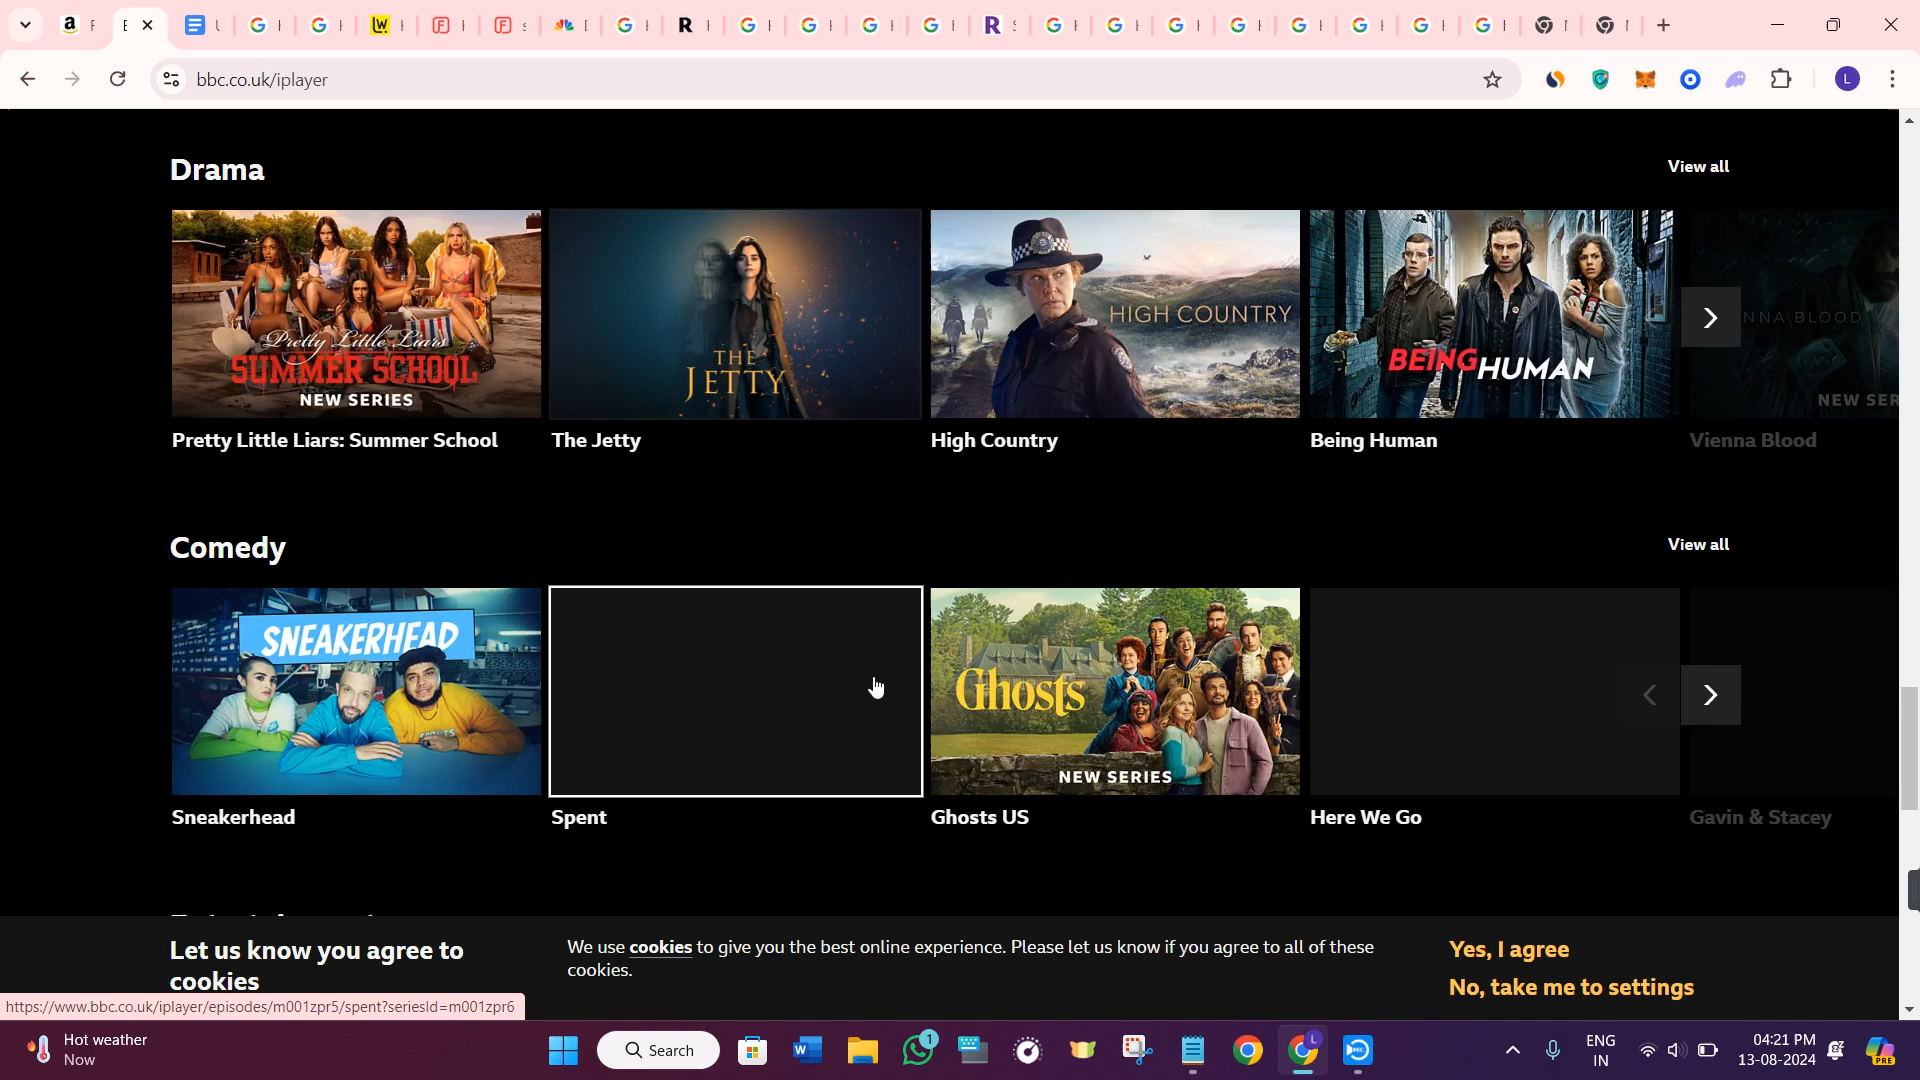 bbc.co.uk/iplayer
L
Drama
View all
Pretty Little Liars
SUMMER SCHOOL
NEW SERIES
THE
JETTY
HIGH COUNTRY
BEING HUMAN
NNA BLOOD
NEW SER
Pretty Little Liars: Summer School
The Jetty
High Country
Being Human
Vienna Blood
Comedy
View all
SNEAKERHEAD
Ghosts
NEW SERIES
Sneakerhead
Spent
Ghosts US
Here We Go
Gavin & Stacey
Let us know you agree to
cookies
We use cookies to give you the best online experience. Please let us know if you agree to all of these
cookies.
Yes, I agree
No, take me to settings
https://www.bbc.co.uk/iplayer/episodes/m001zpr5/spent?seriesId=m001zpr6
Hot weather
Now
Search
1
L
ENG
IN
04:21 PM
13-08-2024
PRE